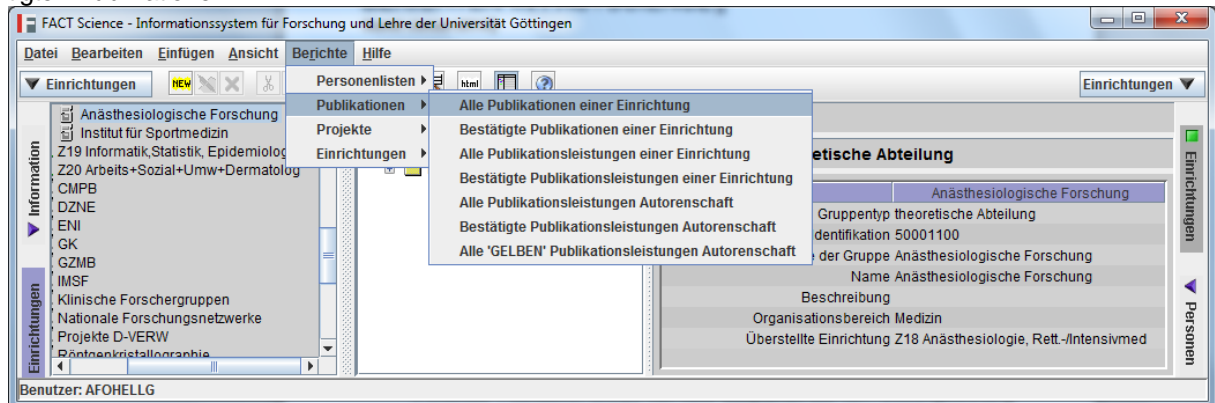 FACT Science - Informationssystem für Forschung und Lehre der Universität Göttingen
Datei Bearbeiten Einfügen Ansicht Berichte Hilfe
Einrichtungen NEW html ? Einrichtungen
Personenlisten
Publikationen
Projekte
Einrichtungen
Alle Publikationen einer Einrichtung
Bestätigte Publikationen einer Einrichtung
Alle Publikationsleistungen einer Einrichtung
Bestätigte Publikationsleistungen einer Einrichtung
Alle Publikationsleistungen Autorenschaft
Bestätigte Publikationsleistungen Autorenschaft
Alle 'GELBEN' Publikationsleistungen Autorenschaft
Information
Einrichtungen
Anästhesiologische Forschung
Institut für Sportmedizin
Z19 Informatik,Statistik, Epidemiolog
Z20 Arbeits+Sozial+Umw+Dermatolog
CMPB
DZNE
ENI
GK
GZMB
IMSF
Klinische Forschergruppen
Nationale Forschungsnetzwerke
Projekte D-VERW
Röntgenkristallographie
etische Abteilung
Anästhesiologische Forschung
Gruppentyp theoretische Abteilung
dentifikation 50001100
der Gruppe Anästhesiologische Forschung
Name Anästhesiologische Forschung
Beschreibung
Organisationsbereich Medizin
Überstellte Einrichtung Z18 Anästhesiologie, Rett.-/Intensivmed
Einrichtungen
Personen
Benutzer: AFOHELLG